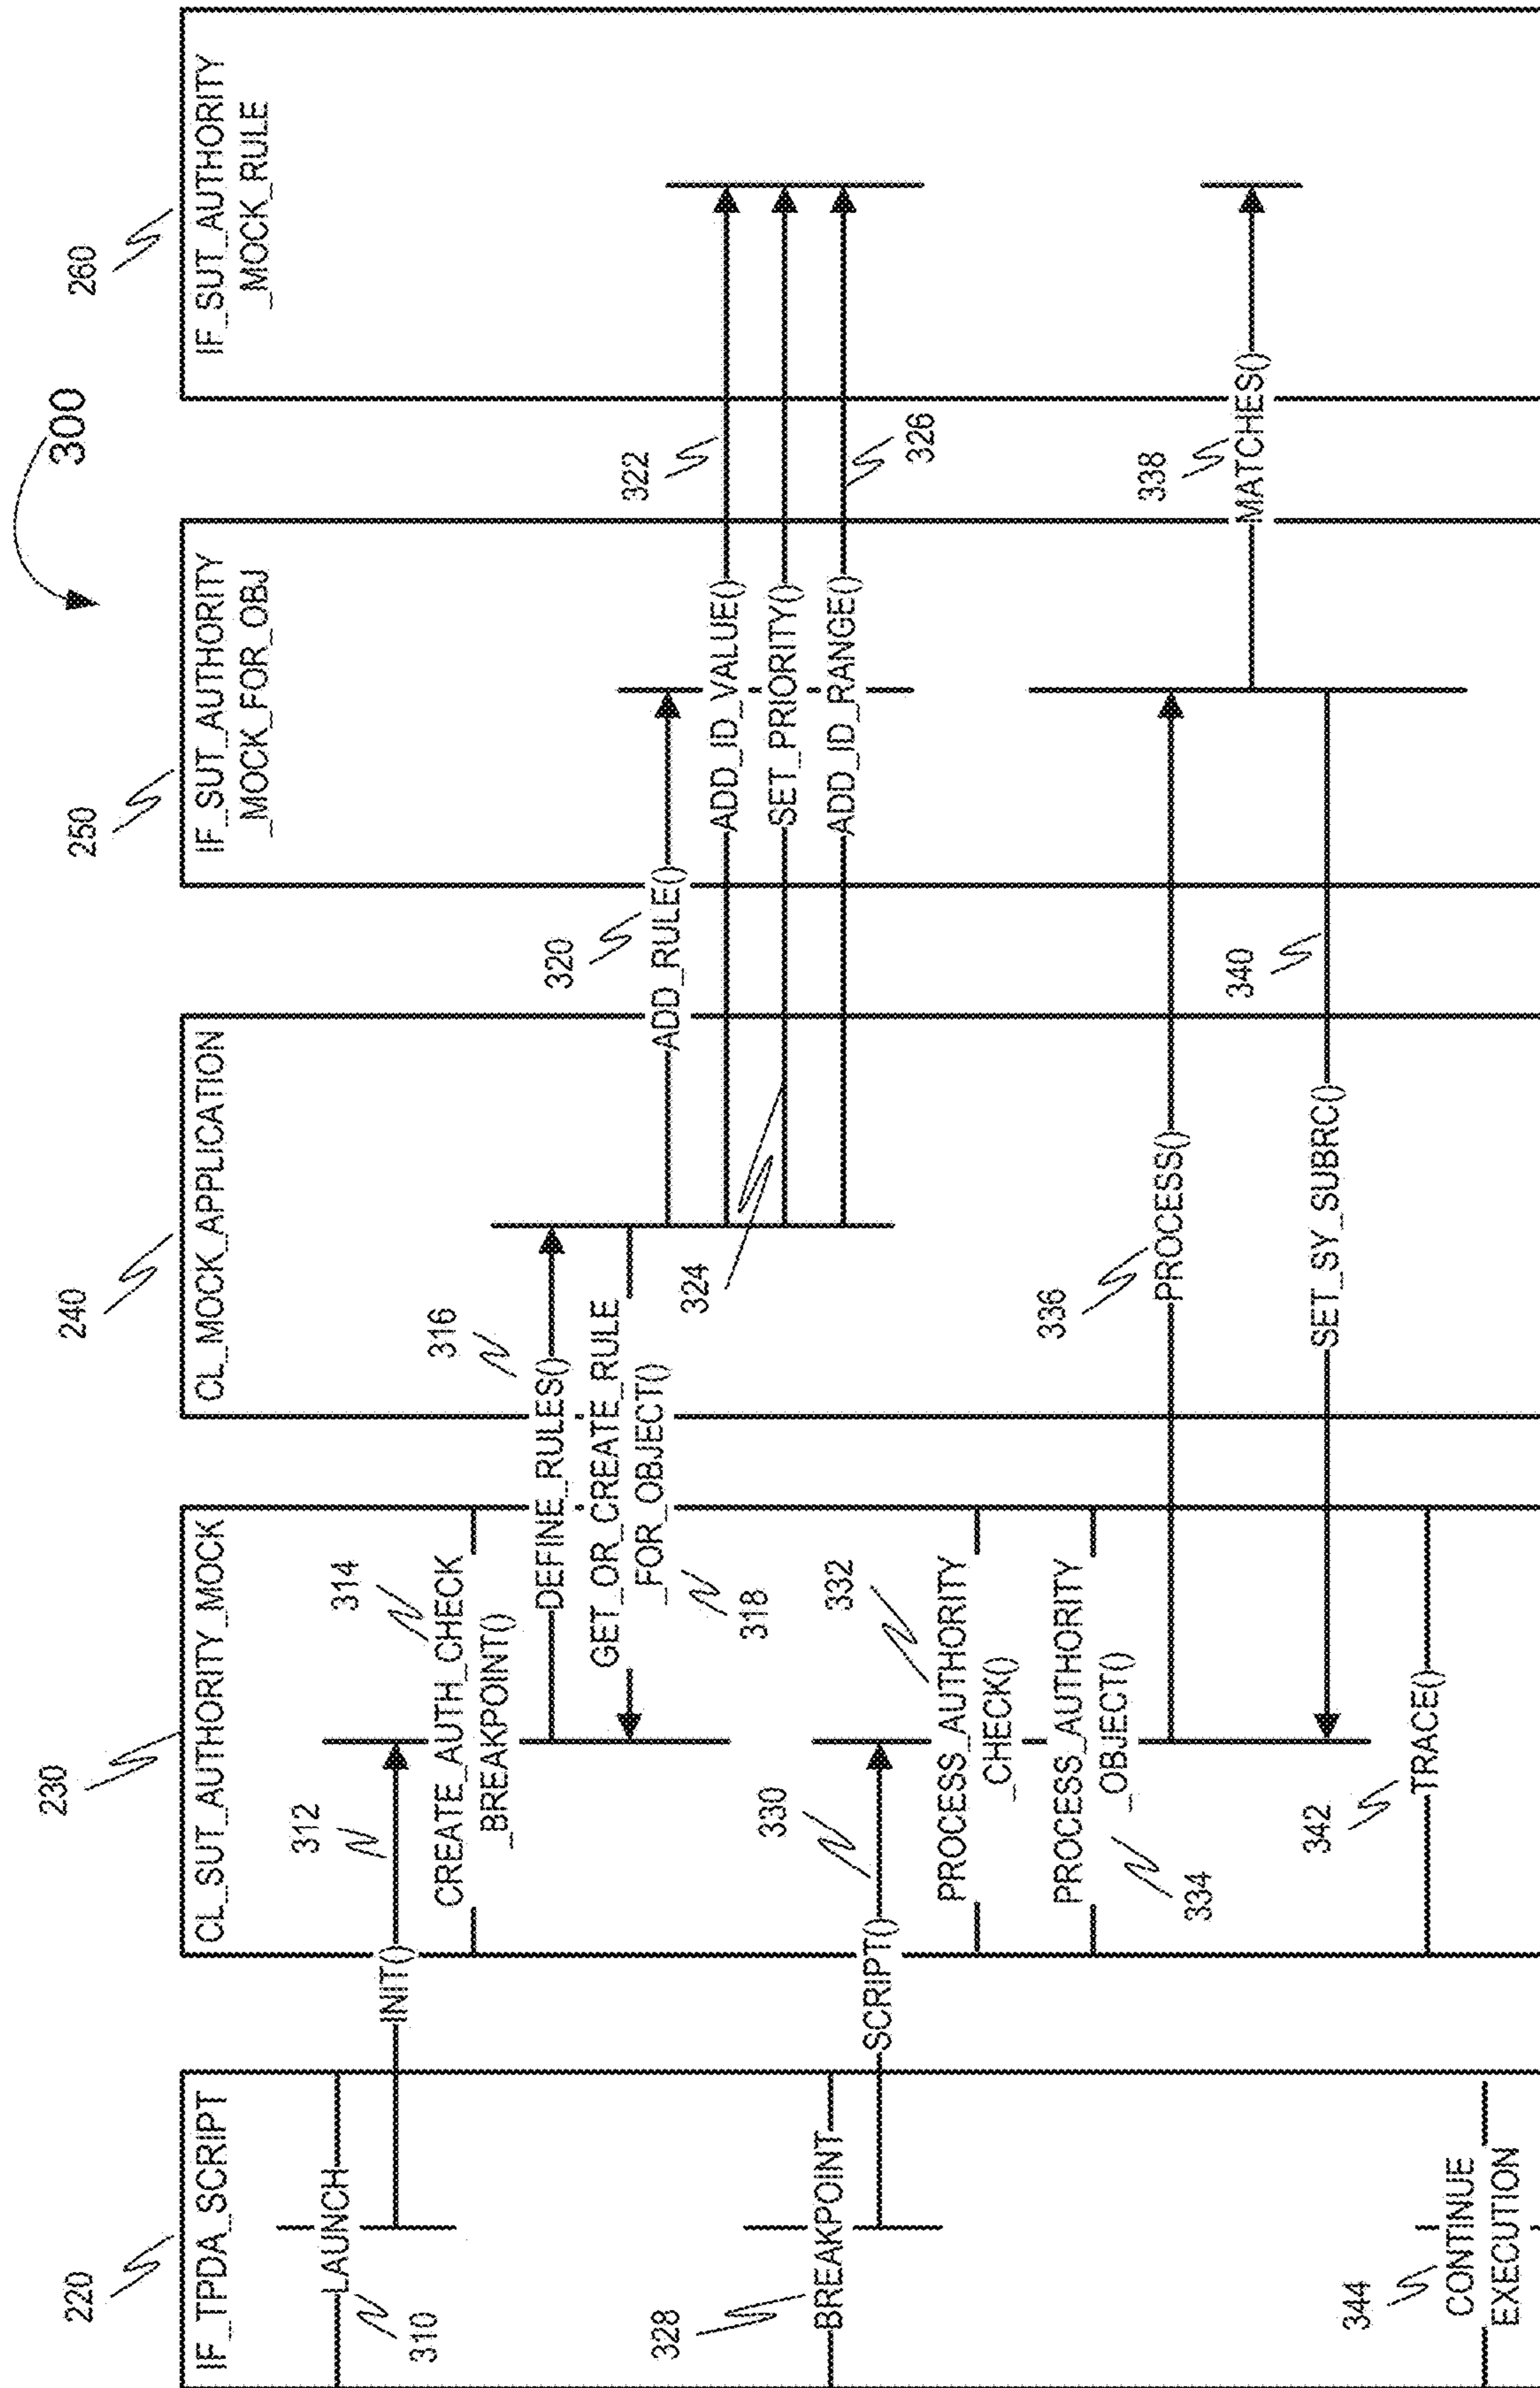 300
220
IF_TPDA_SCRIPT
230
CL_SUT_AUTHORITY_MOCK
240
CL_MOCK_APPLICATION
250
IF_SUT_AUTHORITY
_MOCK_FOR_OBJ
260
IF_SUT_AUTHORITY
_MOCK_RULE
LAUNCH
310
INIT()
312
314
CREATE_AUTH_CHECK
_BREAKPOINT()
316
DEFINE_RULES()
GET_OR_CREATE_RULE
_FOR_OBJECT()
318
320
ADD_RULE()
322
ADD_ID_VALUE()
324
SET_PRIORITY()
ADD_ID_RANGE()
326
328
BREAKPOINT
330
SCRIPT()
332
PROCESS_AUTHORITY
_CHECK()
PROCESS_AUTHORITY
_OBJECT()
334
336
PROCESS()
338
MATCHES()
340
SET_SY_SUBRC()
342
TRACE()
344
CONTINUE
EXECUTION